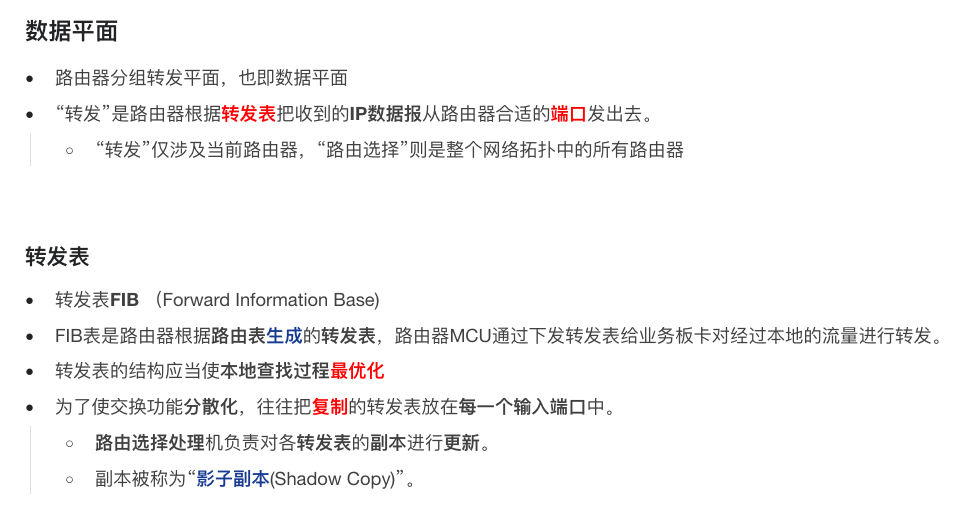 数据平面
路由器分组转发平面，也即数据平面
“转发”是路由器根据转发表把收到的IP数据报从路由器合适的端口发出去。
“转发”仅涉及当前路由器，“路由选择”则是整个网络拓扑中的所有路由器
转发表
转发表FIB （Forward Information Base)
FIB表是路由器根据路由表生成的转发表，路由器MCU通过下发转发表给业务板卡对经过本地的流量进行转发。
转发表的结构应当使本地查找过程最优化
为了使交换功能分散化，往往把复制的转发表放在每一个输入端口中。
路由选择处理机负责对各转发表的副本进行更新。
副本被称为“影子副本(Shadow Copy)”。